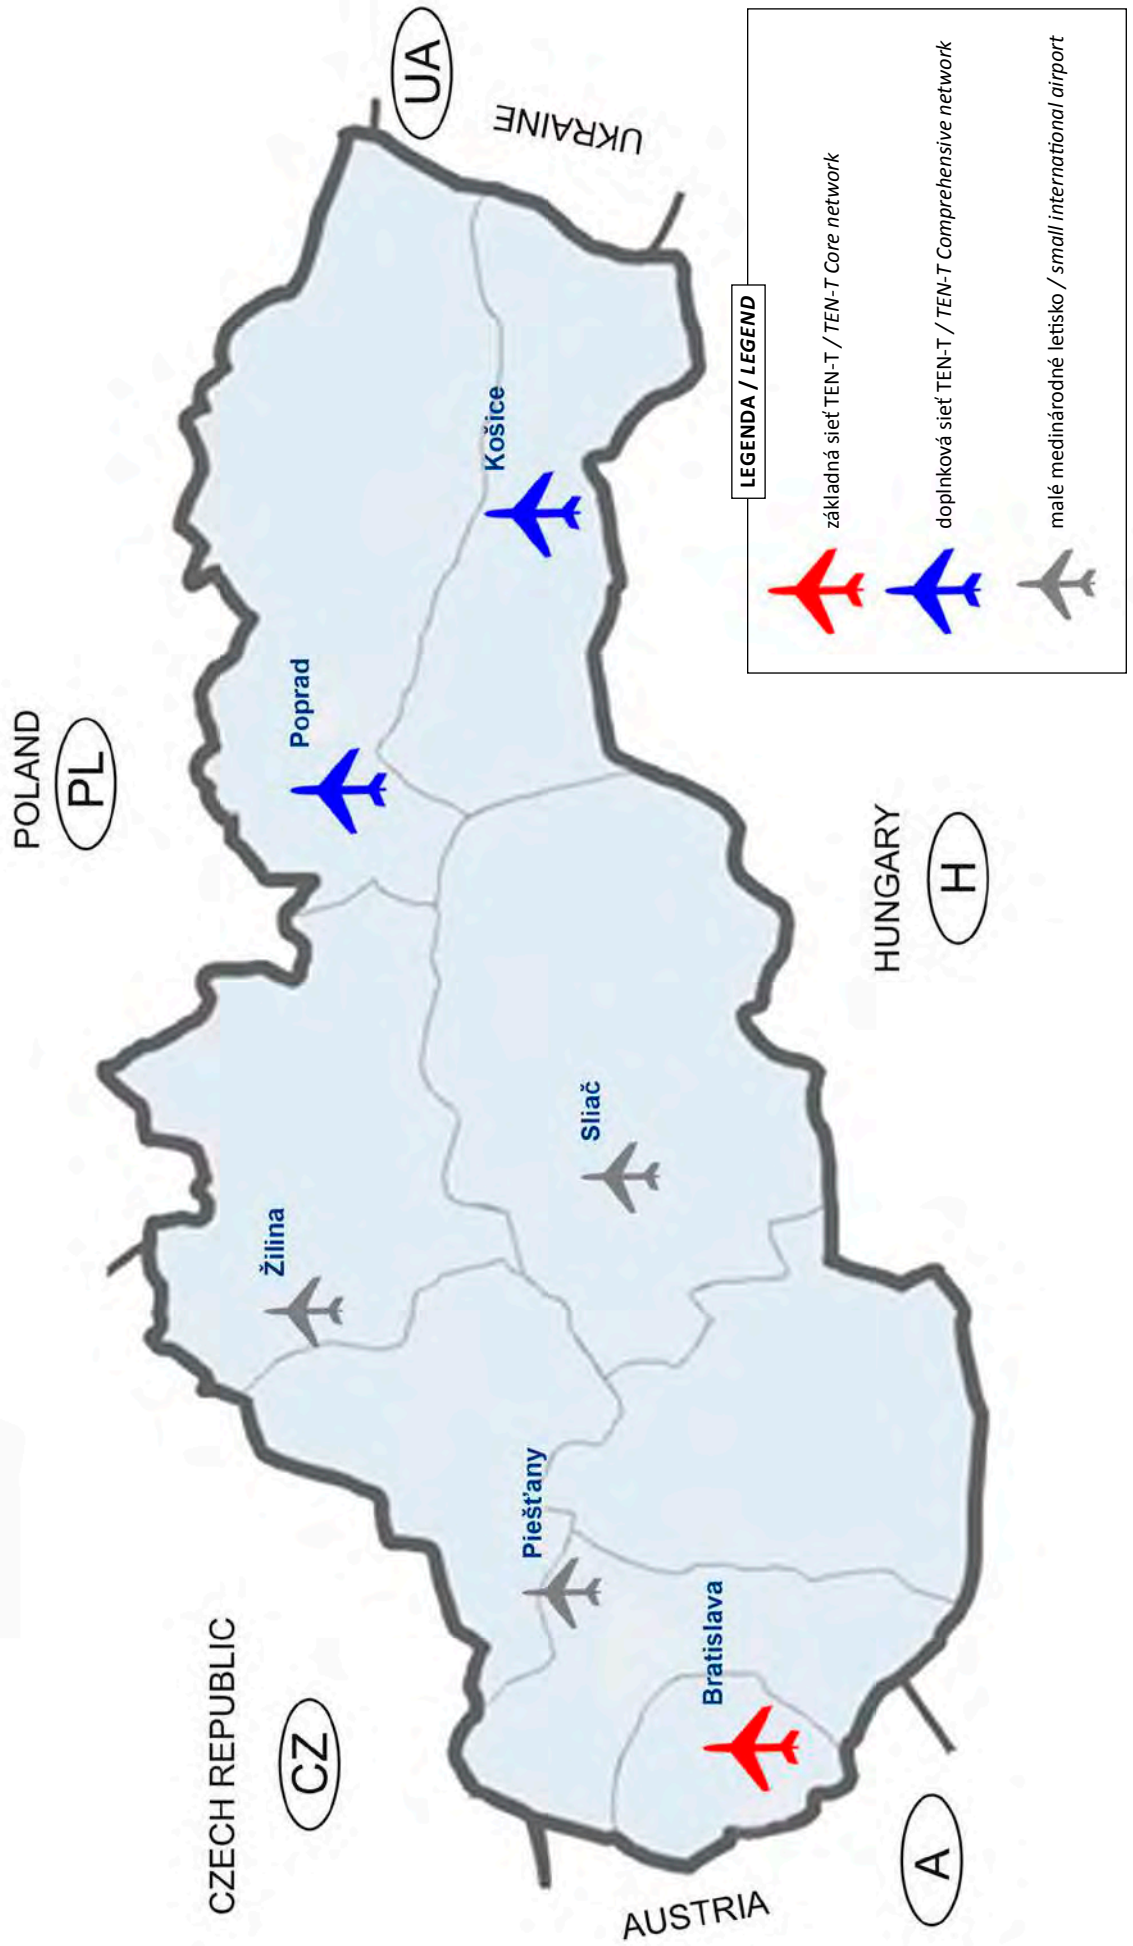 POLAND
PL
CZECH REPUBLIC
CZ
UA
UKRAINE
Žilina
Poprad
Košice
Piešťany
Sliač
Bratislava
AUSTRIA
A
HUNGARY
H
LEGENDA / LEGEND
základná sieť TEN-T / TEN-T Core network
doplnková sieť TEN-T / TEN-T Comprehensive network
malé medinárodné letisko / small international airport